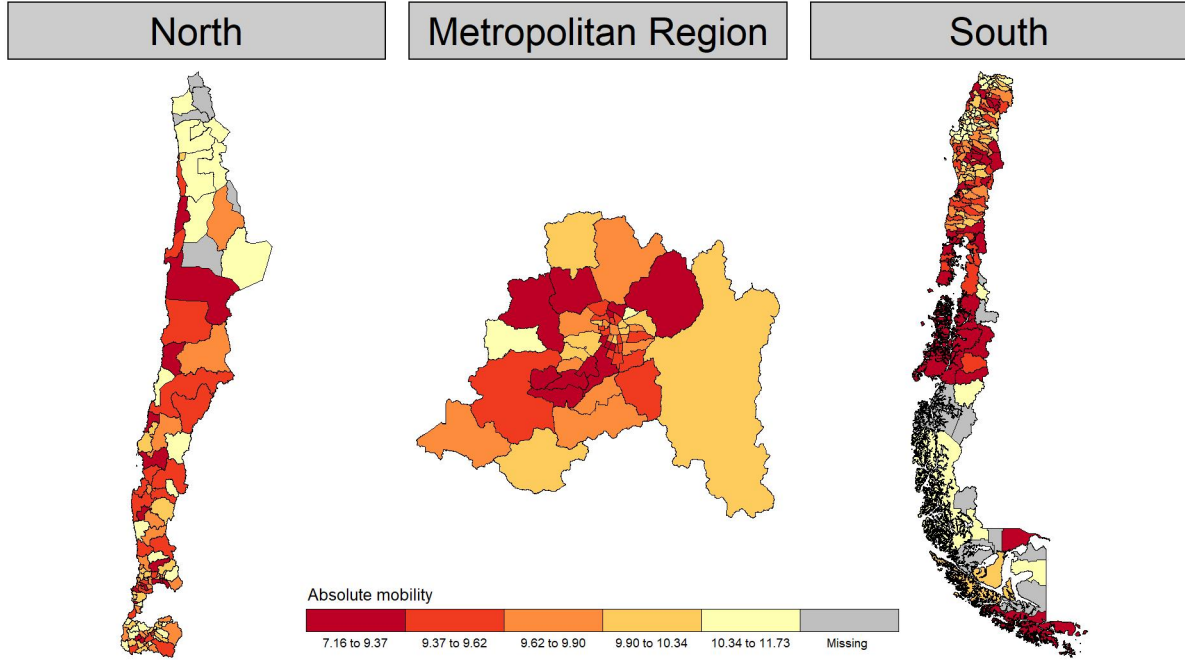 North
Metropolitan Region
South
Absolute mobility
7.16 to 9.37
9.37 to 9.62
9.62 to 9.90
9.90 to 10.34
10.34 to 11.73
Missing